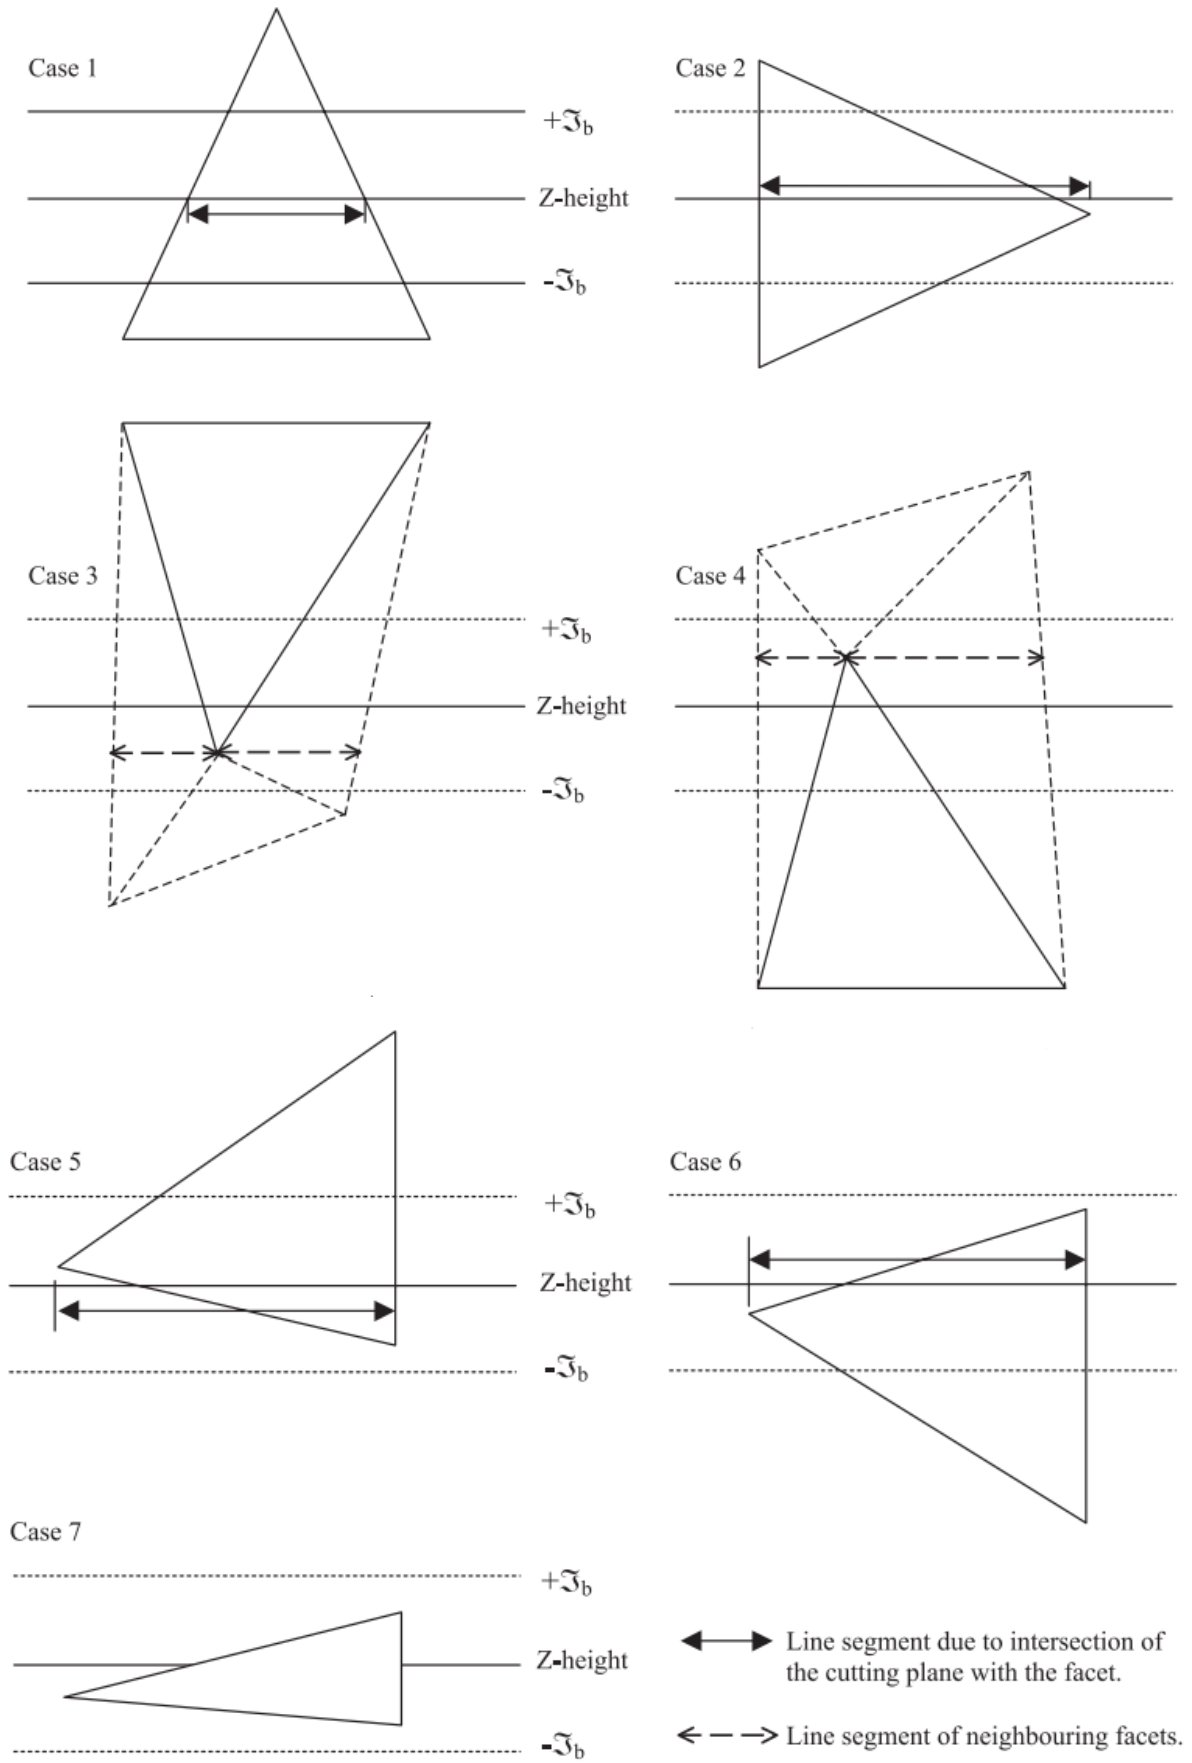 Case 1
+ℑb
Z-height
-ℑb
Case 2
Case 3
+ℑb
Z-height
-ℑb
Case 4
Case 5
+ℑb
Z-height
-ℑb
Case 6
Case 7
+ℑb
Z-height
-ℑb
Line segment due to intersection of
the cutting plane with the facet.
Line segment of neighbouring facets.